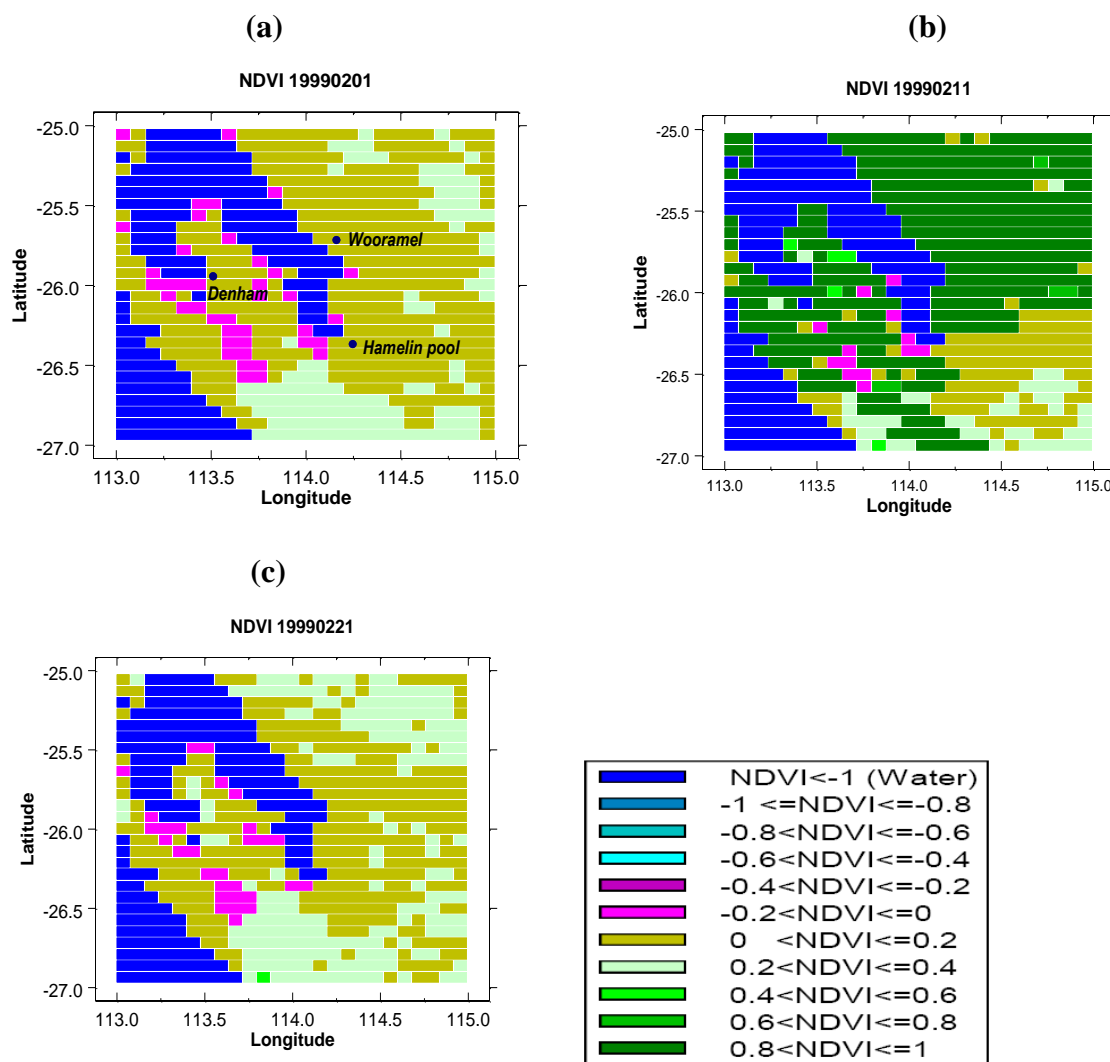 (a)
NDVI 19990201
-25.0
-25.5
-26.0
-26.5
-27.0
Latitude
Wooramel
Denham
Hamelin pool
113.0 113.5 114.0 114.5 115.0
Longitude
(b)
NDVI 19990211
-25.0
-25.5
-26.0
-26.5
-27.0
Latitude
113.0 113.5 114.0 114.5 115.0
Longitude
(c)
NDVI 19990221
-25.0
-25.5
-26.0
-26.5
-27.0
Latitude
113.0 113.5 114.0 114.5 115.0
Longitude
NDVI<-1 (Water)
-1 <=NDVI<=-0.8
-0.8<NDVI<=-0.6
-0.6<NDVI<=-0.4
-0.4<NDVI<=-0.2
-0.2<NDVI<=0
0 <NDVI<=0.2
0.2<NDVI<=0.4
0.4<NDVI<=0.6
0.6<NDVI<=0.8
0.8<NDVI<=1